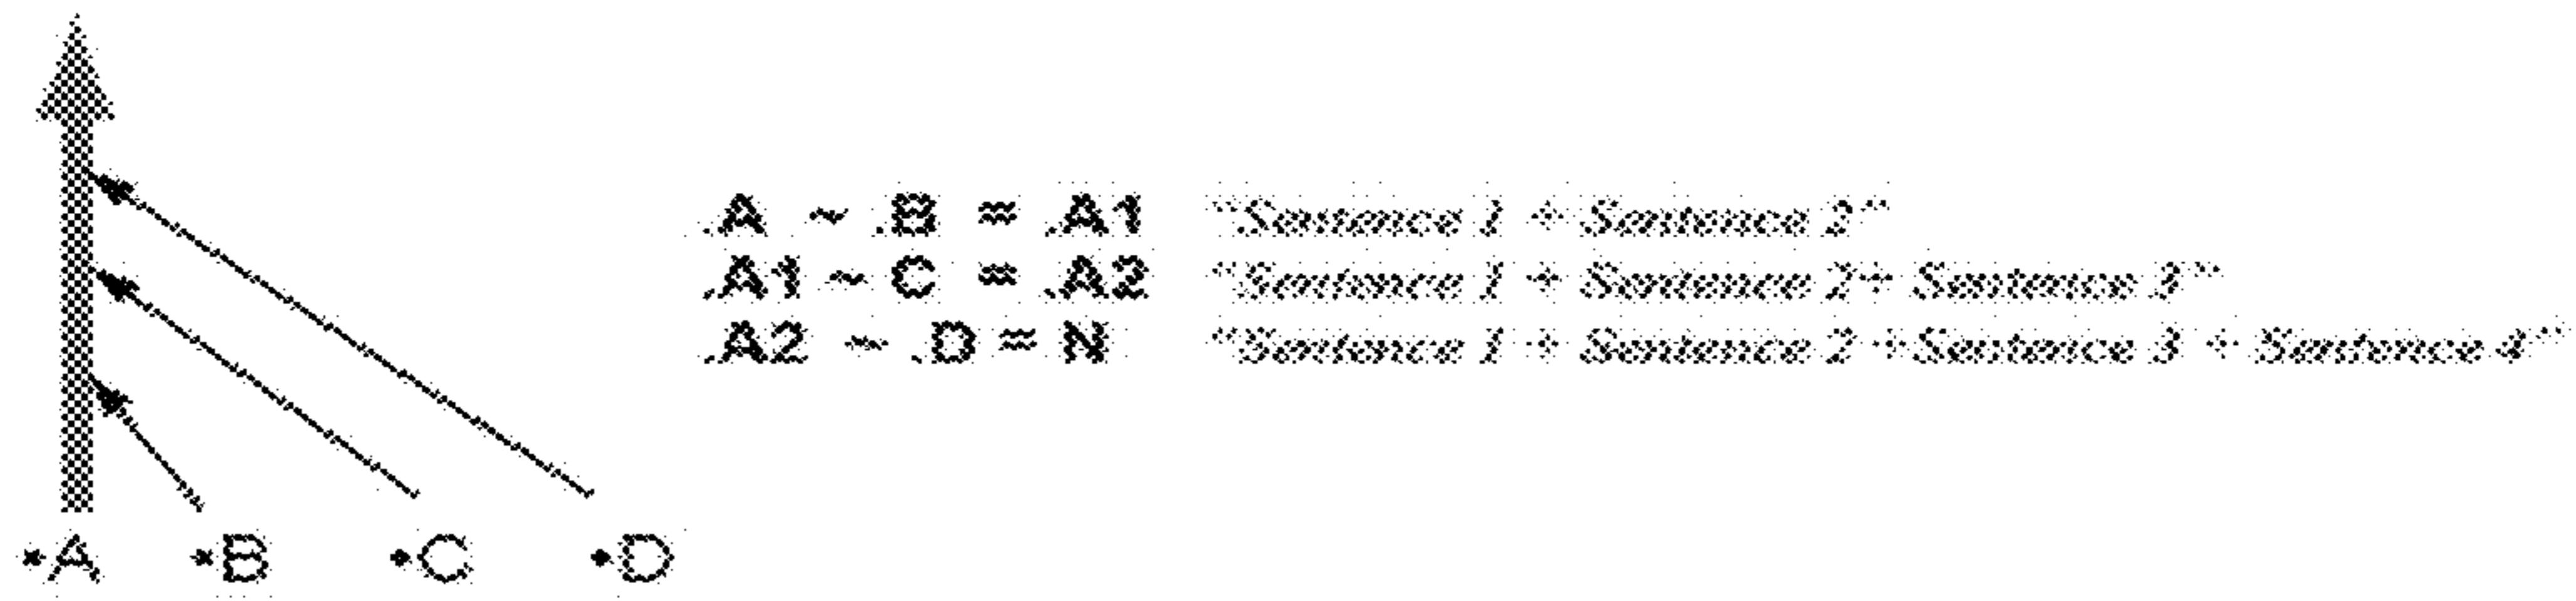 .A ~ .B = .A1 "Sentence 1 + Sentence 2"
.A1 ~ C = .A2 "Sentence 1 + Sentence 2+ Sentence 3"
.A2 ~ .D = N "Sentence 1 + Sentence 2 +Sentence 3 + Sentence 4"
•A •B •C •D